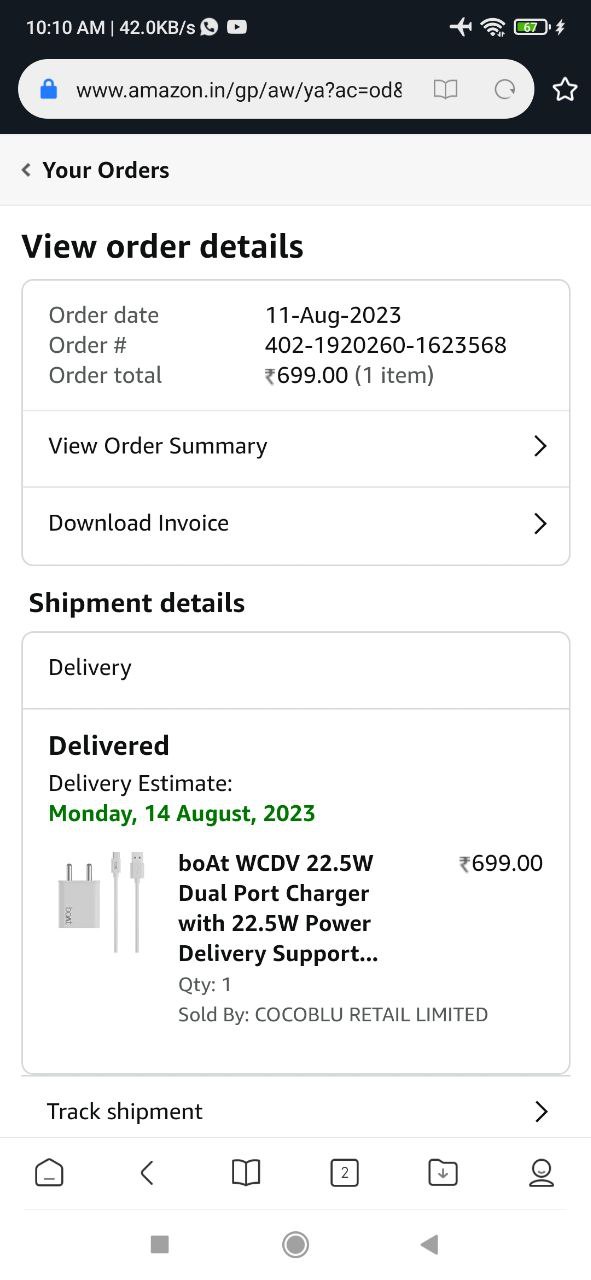 10:10 AM | 42.0KB/s
67
www.amazon.in/gp/aw/ya?ac=od&
Your Orders
View order details
Order date 11-Aug-2023
Order # 402-1920260-1623568
Order total ₹699.00 (1 item)
View Order Summary
Download Invoice
Shipment details
Delivery
Delivered
Delivery Estimate:
Monday, 14 August, 2023
boAt WCDV 22.5W ₹699.00
Dual Port Charger
with 22.5W Power
Delivery Support...
Qty: 1
Sold By: COCOBLU RETAIL LIMITED
boAt
Track shipment
2